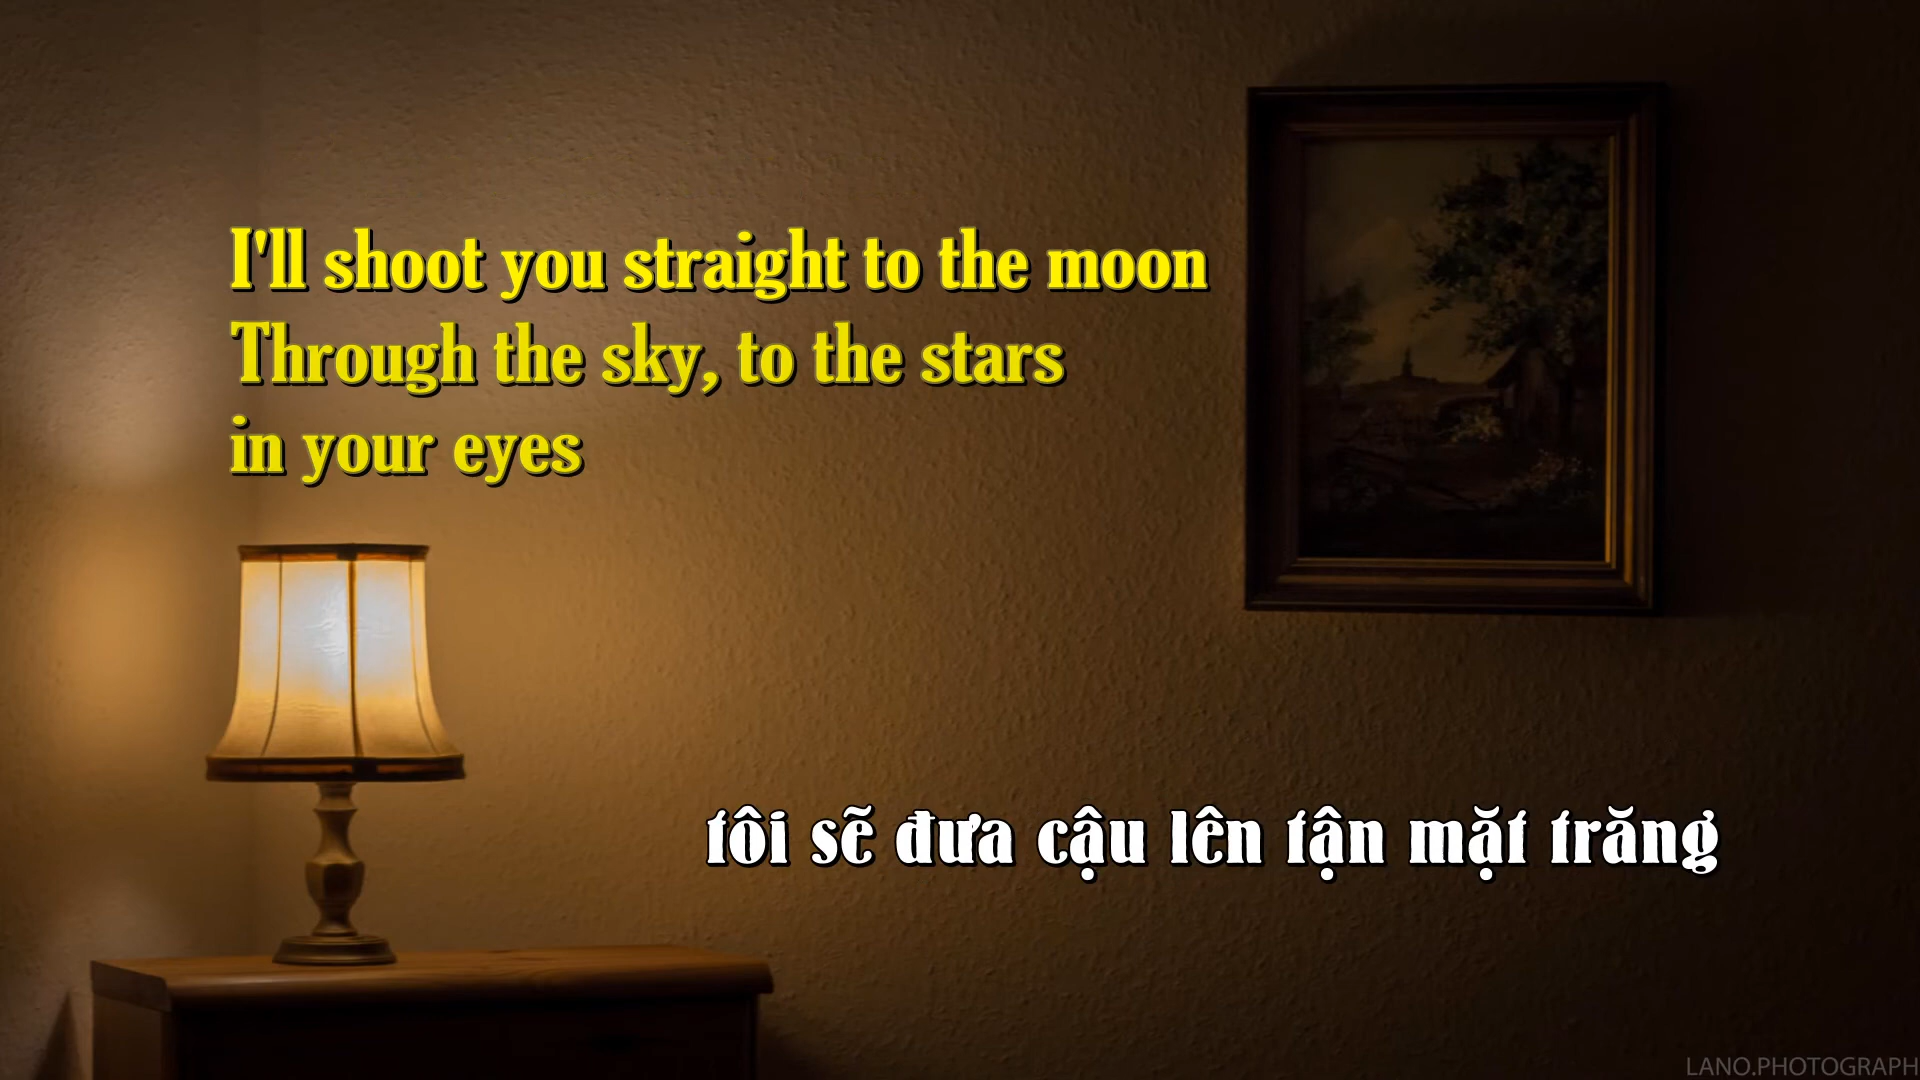 I'll shoot you straight to the moon
Through the sky, to the stars
in your eyes
tôi sẽ đưa cậu lên tận mặt trăng
LANO.PHOTOGRAPH